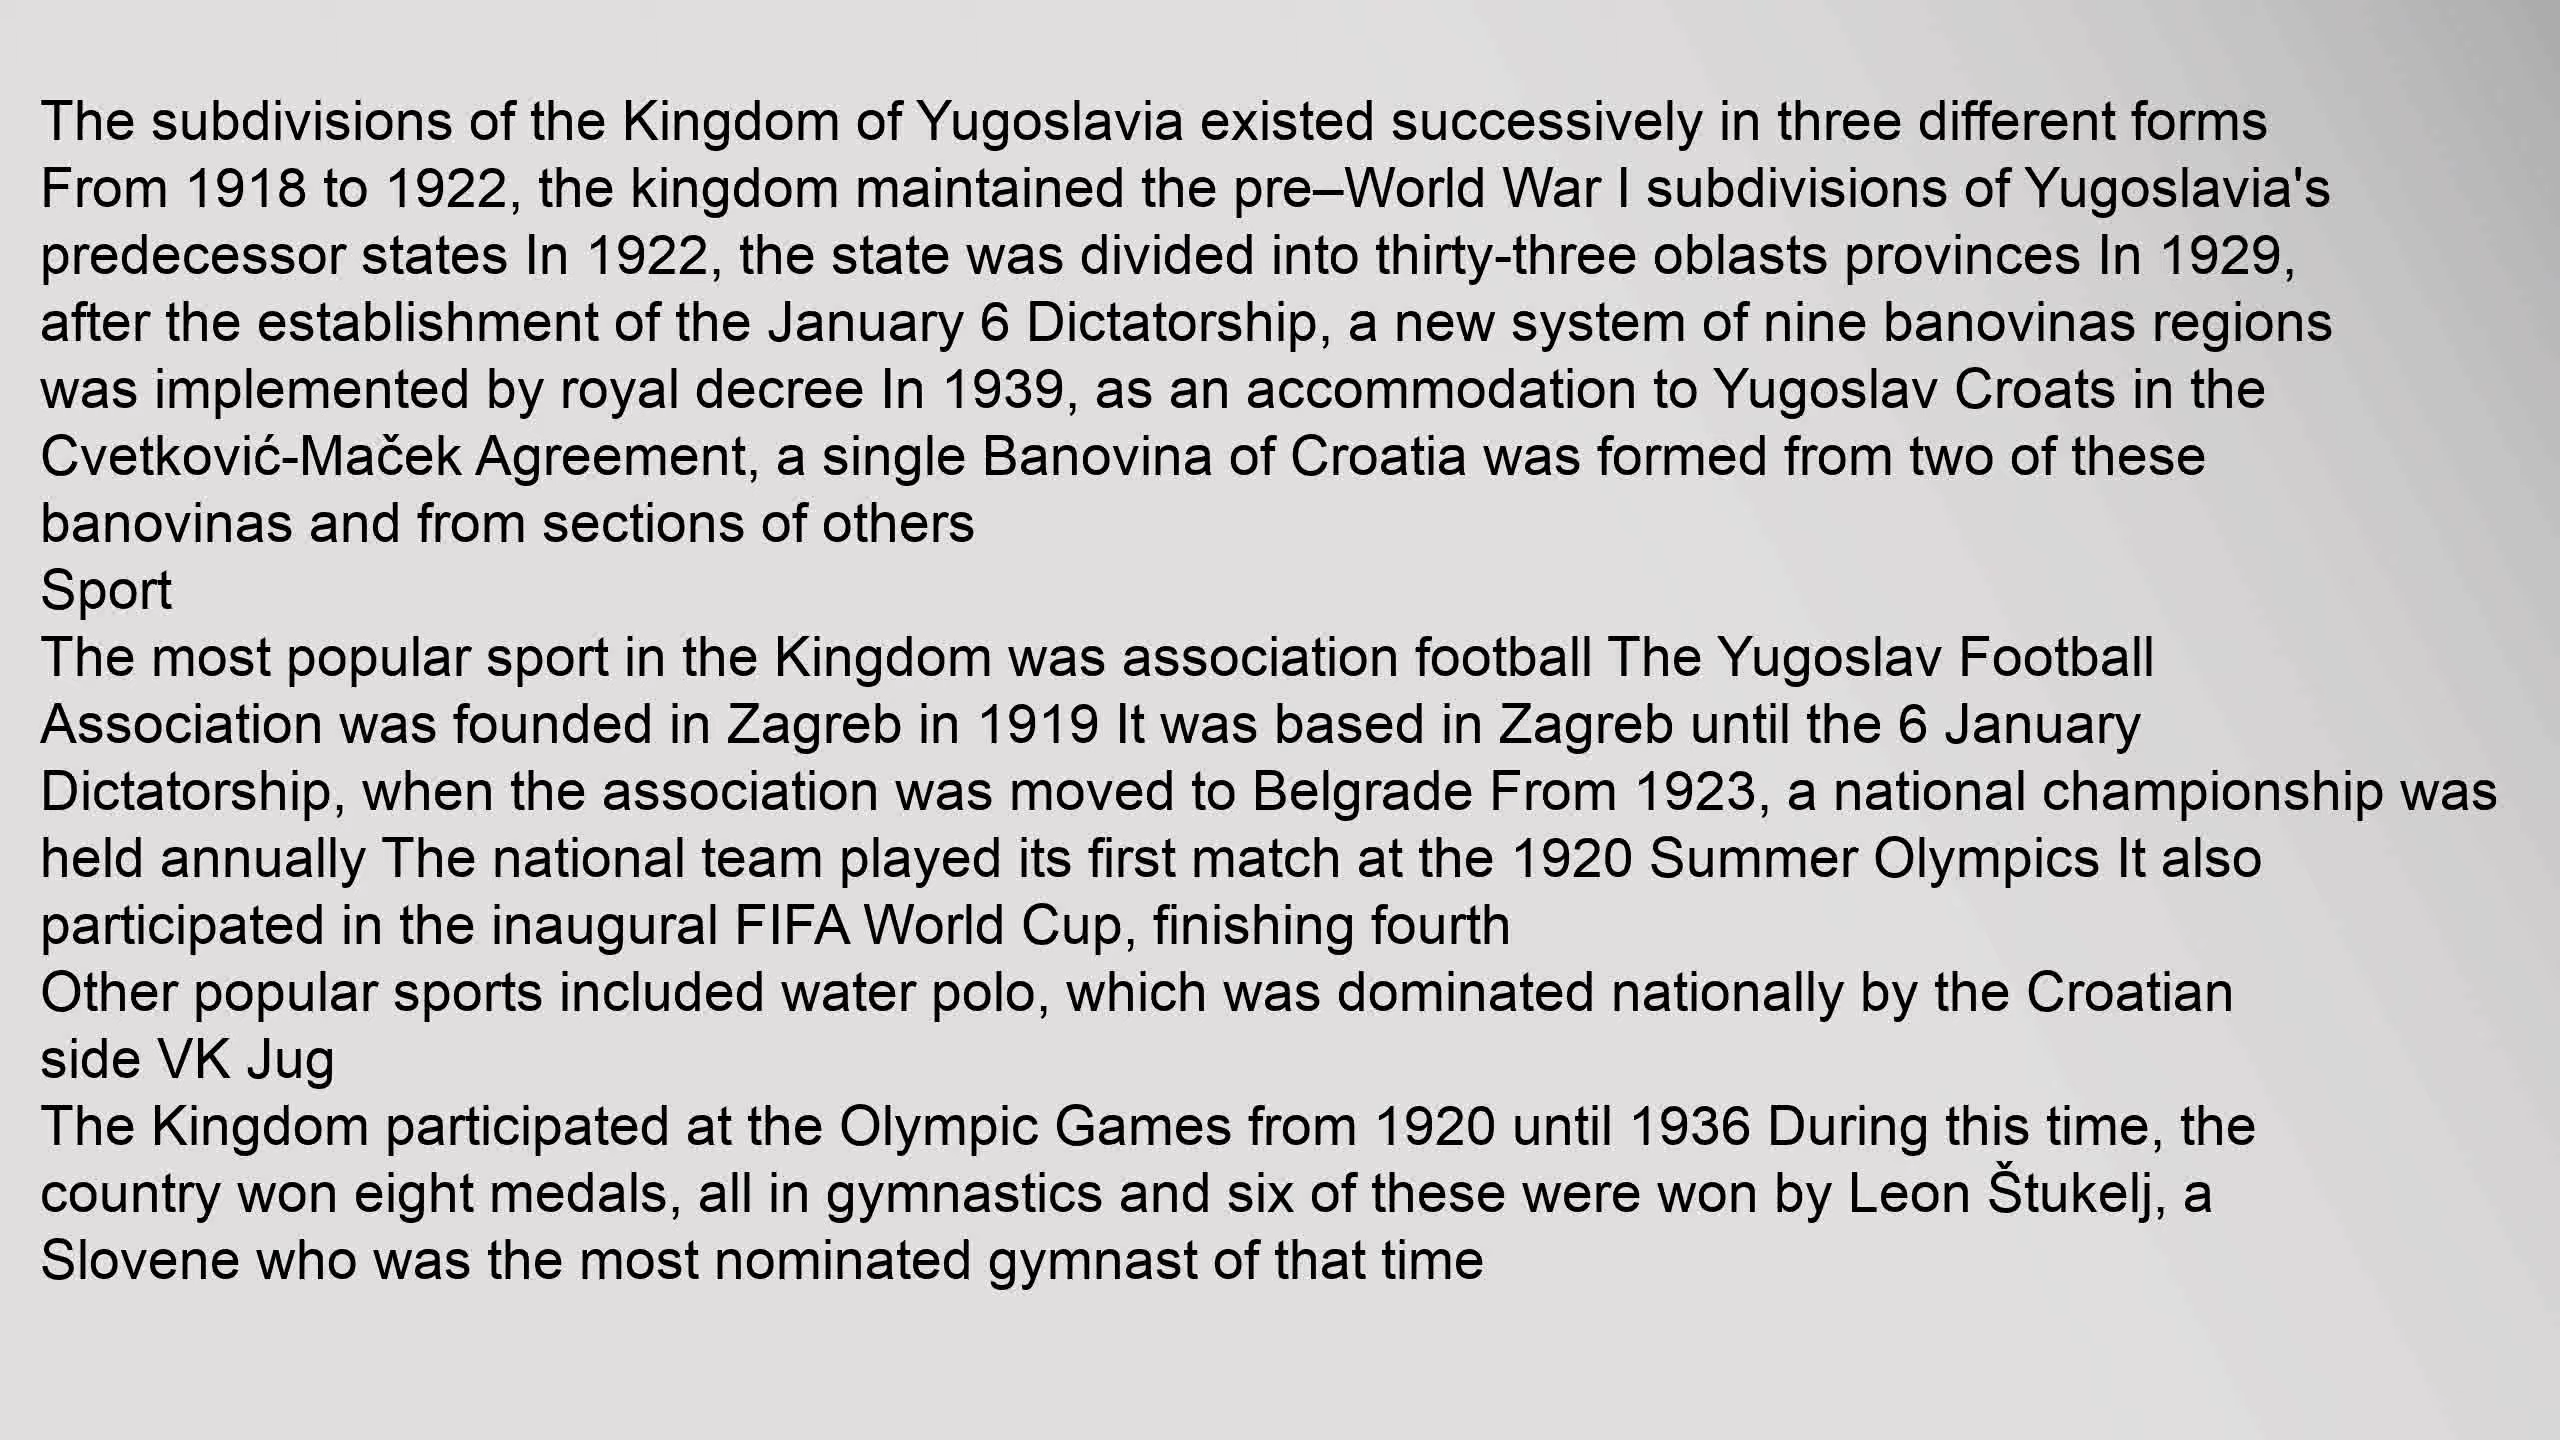 The subdivisions of the Kingdom of Yugoslavia existed successively in three different forms
From 1918 to 1922, the kingdom maintained the pre–World War I subdivisions of Yugoslavia's
predecessor states In 1922, the state was divided into thirty-three oblasts provinces In 1929,
after the establishment of the January 6 Dictatorship, a new system of nine banovinas regions
was implemented by royal decree In 1939, as an accommodation to Yugoslav Croats in the
Cvetković-Maček Agreement, a single Banovina of Croatia was formed from two of these
banovinas and from sections of others
Sport
The most popular sport in the Kingdom was association football The Yugoslav Football
Association was founded in Zagreb in 1919 It was based in Zagreb until the 6 January
Dictatorship, when the association was moved to Belgrade From 1923, a national championship was
held annually The national team played its first match at the 1920 Summer Olympics It also
participated in the inaugural FIFA World Cup, finishing fourth
Other popular sports included water polo, which was dominated nationally by the Croatian
side VK Jug
The Kingdom participated at the Olympic Games from 1920 until 1936 During this time, the
country won eight medals, all in gymnastics and six of these were won by Leon Štukelj, a
Slovene who was the most nominated gymnast of that time